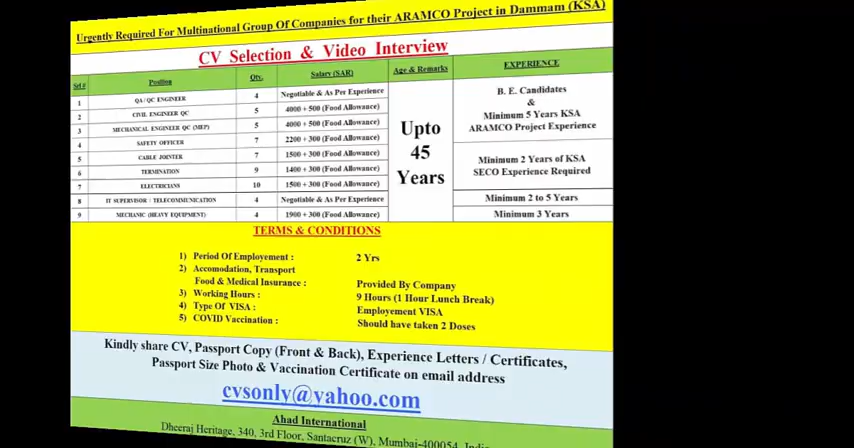 Urgently Required For Multinational Group Of Companies for their ARAMCO Project in Dammam (KSA)
CV Selection & Video Interview
Srl # Position Qty. Salary (SAR) Age & Remarks EXPERIENCE
1 QA / QC ENGINEER 4 Negotiable & As Per Experience
2 CIVIL ENGINEER QC 5 4000 + 500 (Food Allowance)
3 MECHANICAL ENGINEER QC (MEP) 5 4000 + 500 (Food Allowance)
4 SAFETY OFFICER 7 2200 + 300 (Food Allowance)
5 CABLE JOINTER 7 1500 + 300 (Food Allowance)
6 TERMINATION 9 1400 + 300 (Food Allowance)
7 ELECTRICIANS 10 1500 + 300 (Food Allowance)
8 IT SUPERVISOR / TELECOMMUNICATION 4 Negotiable & As Per Experience
9 MECHANIC (HEAVY EQUIPMENT) 4 1900 + 300 (Food Allowance)
Upto
45
Years
B. E. Candidates
&
Minimum 5 Years KSA
ARAMCO Project Experience
Minimum 2 Years of KSA
SECO Experience Required
Minimum 2 to 5 Years
Minimum 3 Years
TERMS & CONDITIONS
1) Period Of Employement : 2 Yrs
2) Accomodation, Transport
Food & Medical Insurance : Provided By Company
3) Working Hours : 9 Hours (1 Hour Lunch Break)
4) Type Of VISA : Employement VISA
5) COVID Vaccination : Should have taken 2 Doses
Kindly share CV, Passport Copy (Front & Back), Experience Letters / Certificates,
Passport Size Photo & Vaccination Certificate on email address
cvsonly@yahoo.com
Ahad International
Dheeraj Heritage, 340, 3rd Floor, Santacruz (W), Mumbai-400054, India